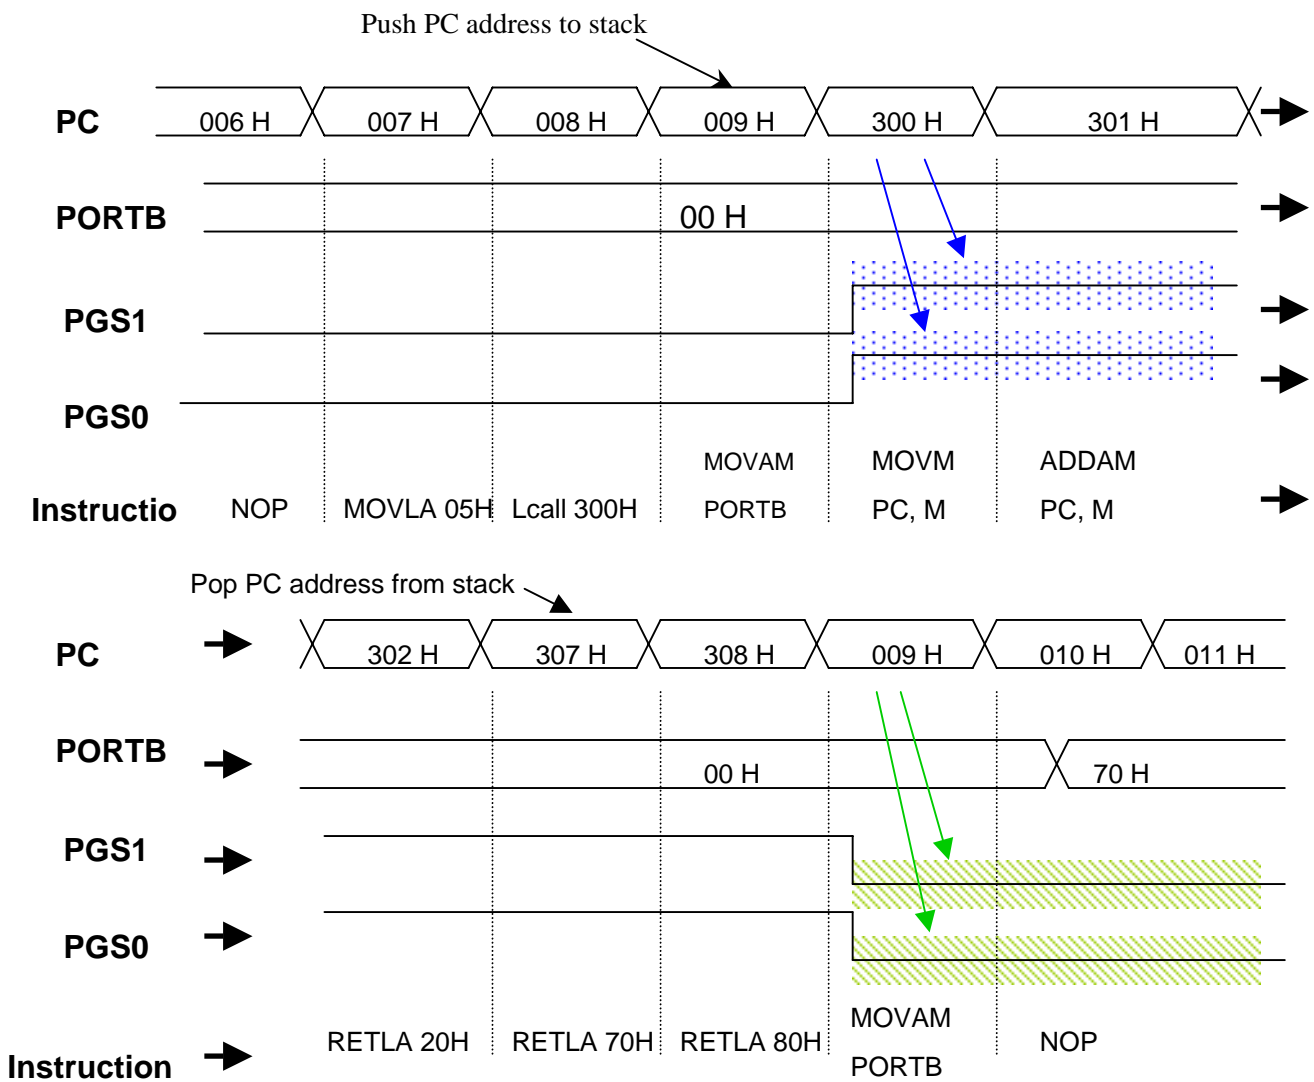 Push PC address to stack
PC 006 H 007 H 008 H 009 H 300 H 301 H
PORTB 00 H
PGS1
PGS0
MOVAM MOVM ADDAM
Instructio NOP MOVLA 05H Lcall 300H PORTB PC, M PC, M
Pop PC address from stack
PC 302 H 307 H 308 H 009 H 010 H 011 H
PORTB 00 H 70 H
PGS1
PGS0
MOVAM
RETLA 20H RETLA 70H RETLA 80H NOP
Instruction PORTB